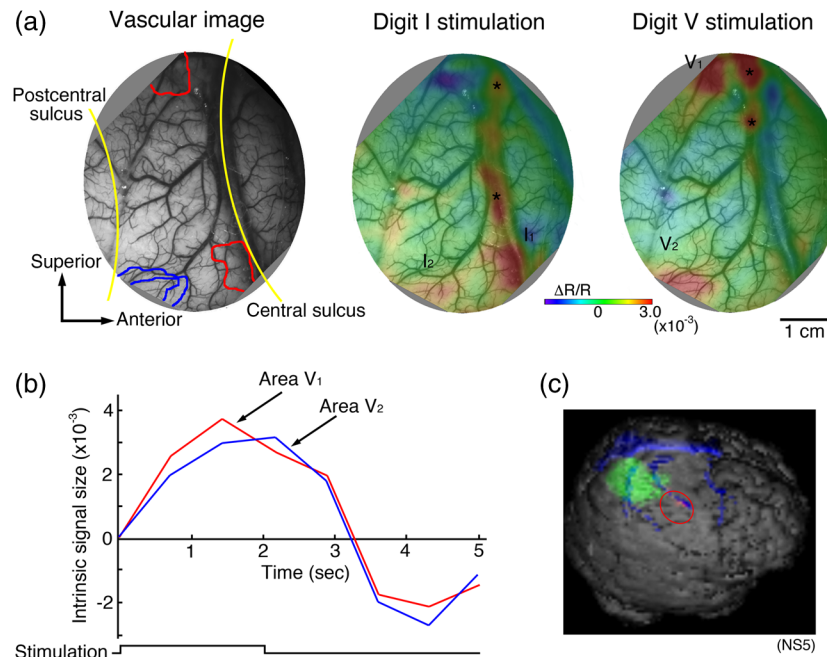 (a)
Vascular image
Digit I stimulation
Digit V stimulation
Postcentral
sulcus
V1
*
*
*
*
I1
I2
V2
Superior
Anterior
Central sulcus
ΔR/R
0
3.0
(x10⁻³)
1 cm
(b)
(c)
Intrinsic signal size (x10⁻³)
4
2
0
-2
Area V1
Area V2
1
2
3
4
5
Time (sec)
Stimulation
(NS5)